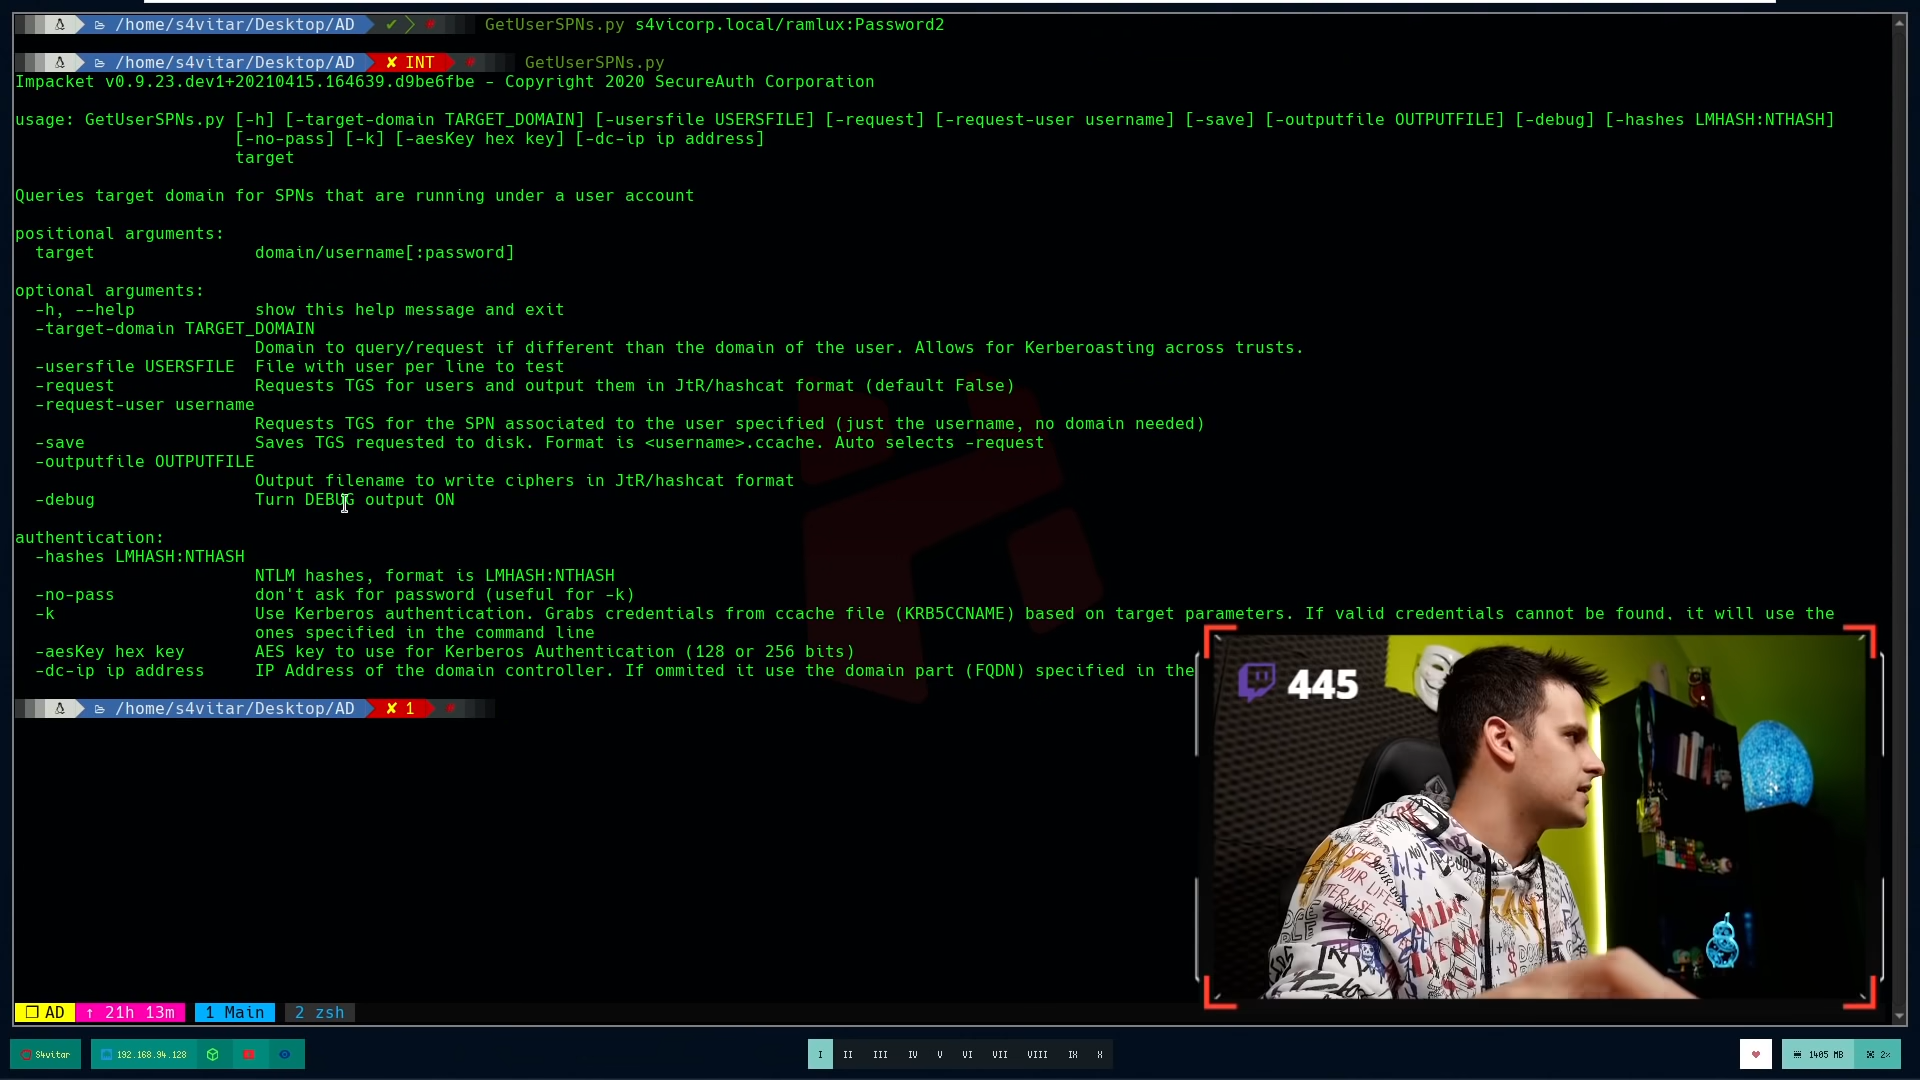 /home/s4vitar/Desktop/AD ✔ # GetUserSPNs.py s4vicorp.local/ramlux:Password2
/home/s4vitar/Desktop/AD ✘ INT # GetUserSPNs.py
Impacket v0.9.23.dev1+20210415.164639.d9be6fbe - Copyright 2020 SecureAuth Corporation
usage: GetUserSPNs.py [-h] [-target-domain TARGET_DOMAIN] [-usersfile USERSFILE] [-request] [-request-user username] [-save] [-outputfile OUTPUTFILE] [-debug] [-hashes LMHASH:NTHASH]
[-no-pass] [-k] [-aesKey hex key] [-dc-ip ip address]
target
Queries target domain for SPNs that are running under a user account
positional arguments:
target domain/username[:password]
optional arguments:
-h, --help show this help message and exit
-target-domain TARGET_DOMAIN
Domain to query/request if different than the domain of the user. Allows for Kerberoasting across trusts.
-usersfile USERSFILE File with user per line to test
-request Requests TGS for users and output them in JtR/hashcat format (default False)
-request-user username
Requests TGS for the SPN associated to the user specified (just the username, no domain needed)
-save Saves TGS requested to disk. Format is <username>.ccache. Auto selects -request
-outputfile OUTPUTFILE
Output filename to write ciphers in JtR/hashcat format
-debug Turn DEBUG output ON
authentication:
-hashes LMHASH:NTHASH
NTLM hashes, format is LMHASH:NTHASH
-no-pass don't ask for password (useful for -k)
-k Use Kerberos authentication. Grabs credentials from ccache file (KRB5CCNAME) based on target parameters. If valid credentials cannot be found, it will use the
ones specified in the command line
-aesKey hex key AES key to use for Kerberos Authentication (128 or 256 bits)
-dc-ip ip address IP Address of the domain controller. If ommited it use the domain part (FQDN) specified in the
/home/s4vitar/Desktop/AD ✘ 1 #
445
AD ↑ 21h 13m 1 Main 2 zsh
S4vitar 192.168.94.128 I II III IV V VI VII VIII IX X 1405 MB 2%